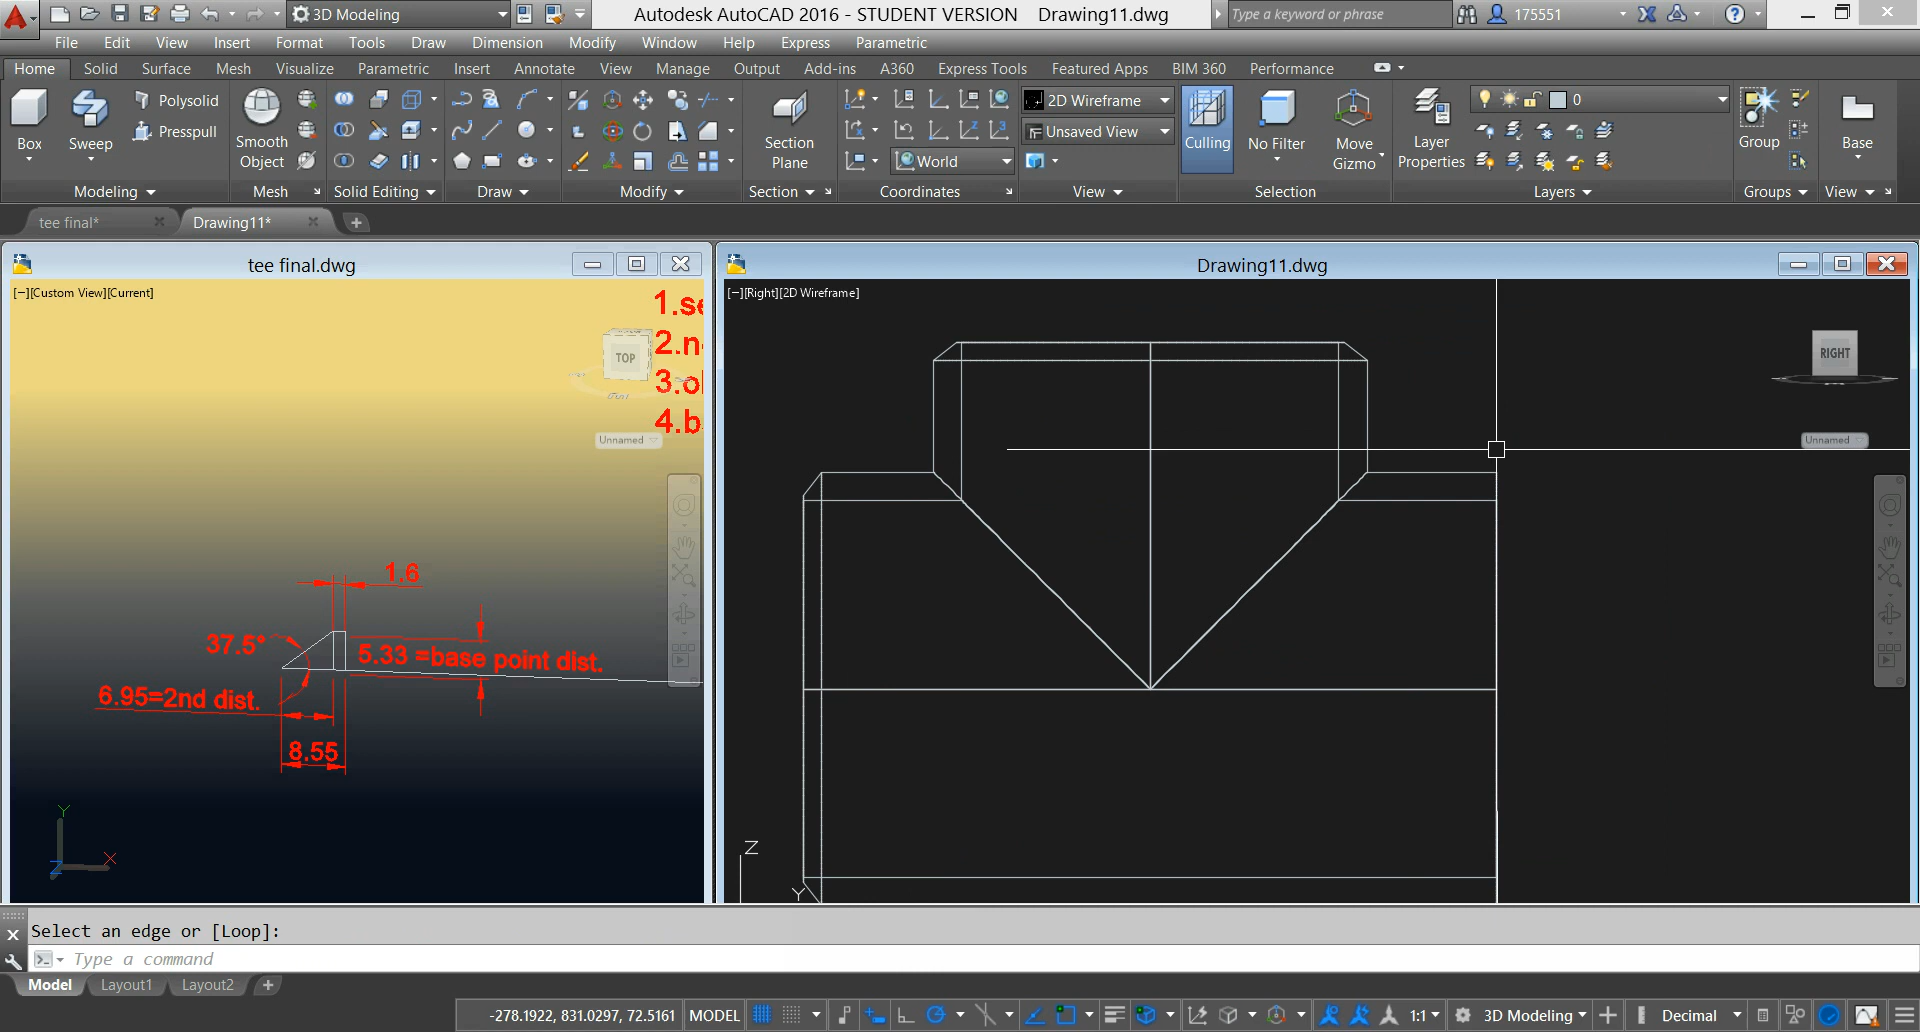 3D Modeling
Autodesk AutoCAD 2016 - STUDENT VERSION Drawing11.dwg
Type a keyword or phrase
175551
File Edit View Insert Format Tools Draw Dimension Modify Window Help Express Parametric
Home Solid Surface Mesh Visualize Parametric Insert Annotate View Manage Output Add-ins A360 Express Tools Featured Apps BIM 360 Performance
Box
Sweep
Polysolid
Presspull
Smooth
Object
Section
Plane
World
2D Wireframe
Unsaved View
Culling
No Filter
Move
Gizmo
Layer
Properties
0
Group
Base
Modeling Mesh Solid Editing Draw Modify Section Coordinates View Selection Layers Groups View
tee final*
Drawing11*
tee final.dwg
Drawing11.dwg
[−][Custom View][Current]
TOP
Unnamed
1.se
2.n
3.o
4.b
1.6
37.5°
5.33 =base point dist.
6.95=2nd dist.
8.55
Y
X
Z
[−][Right][2D Wireframe]
RIGHT
Unnamed
Z
Y
Select an edge or [Loop]:
Type a command
Model Layout1 Layout2
-278.1922, 831.0297, 72.5161
MODEL
1:1
3D Modeling
Decimal